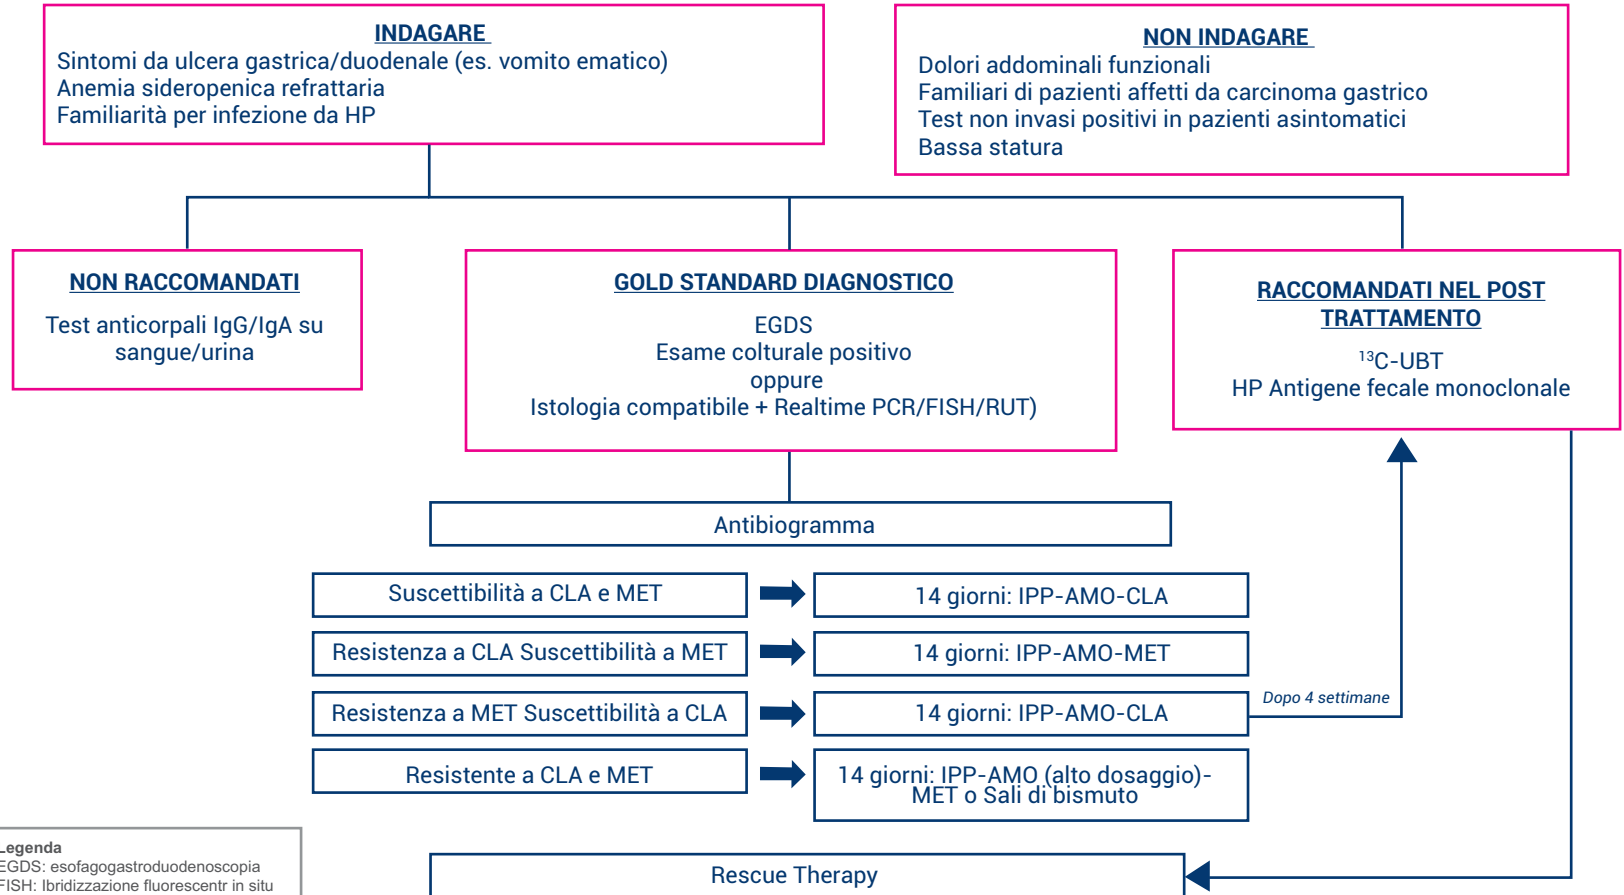 INDAGARE
Sintomi da ulcera gastrica/duodenale (es. vomito ematico)
Anemia sideropenica refrattaria
Familiarità per infezione da HP
NON INDAGARE
Dolori addominali funzionali
Familiari di pazienti affetti da carcinoma gastrico
Test non invasi positivi in pazienti asintomatici
Bassa statura
NON RACCOMANDATI
Test anticorpali IgG/IgA su
sangue/urina
GOLD STANDARD DIAGNOSTICO
EGDS
Esame colturale positivo
oppure
Istologia compatibile + Realtime PCR/FISH/RUT)
RACCOMANDATI NEL POST
TRATTAMENTO
¹³C-UBT
HP Antigene fecale monoclonale
Antibiogramma
Suscettibilità a CLA e MET
14 giorni: IPP-AMO-CLA
Resistenza a CLA Suscettibilità a MET
14 giorni: IPP-AMO-MET
Resistenza a MET Suscettibilità a CLA
14 giorni: IPP-AMO-CLA
Dopo 4 settimane
Resistente a CLA e MET
14 giorni: IPP-AMO (alto dosaggio)-
MET o Sali di bismuto
Rescue Therapy
Legenda
EGDS: esofagogastroduodenoscopia
FISH: Ibridizzazione fluorescentr in situ